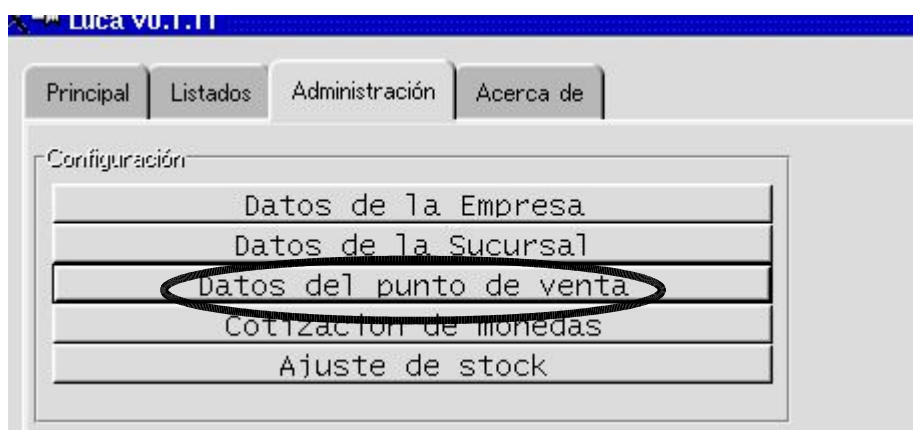 Luca v0.1.11
Principal Listados Administración Acerca de
Configuración
Datos de la Empresa
Datos de la Sucursal
Datos del punto de venta
Cotización de monedas
Ajuste de stock